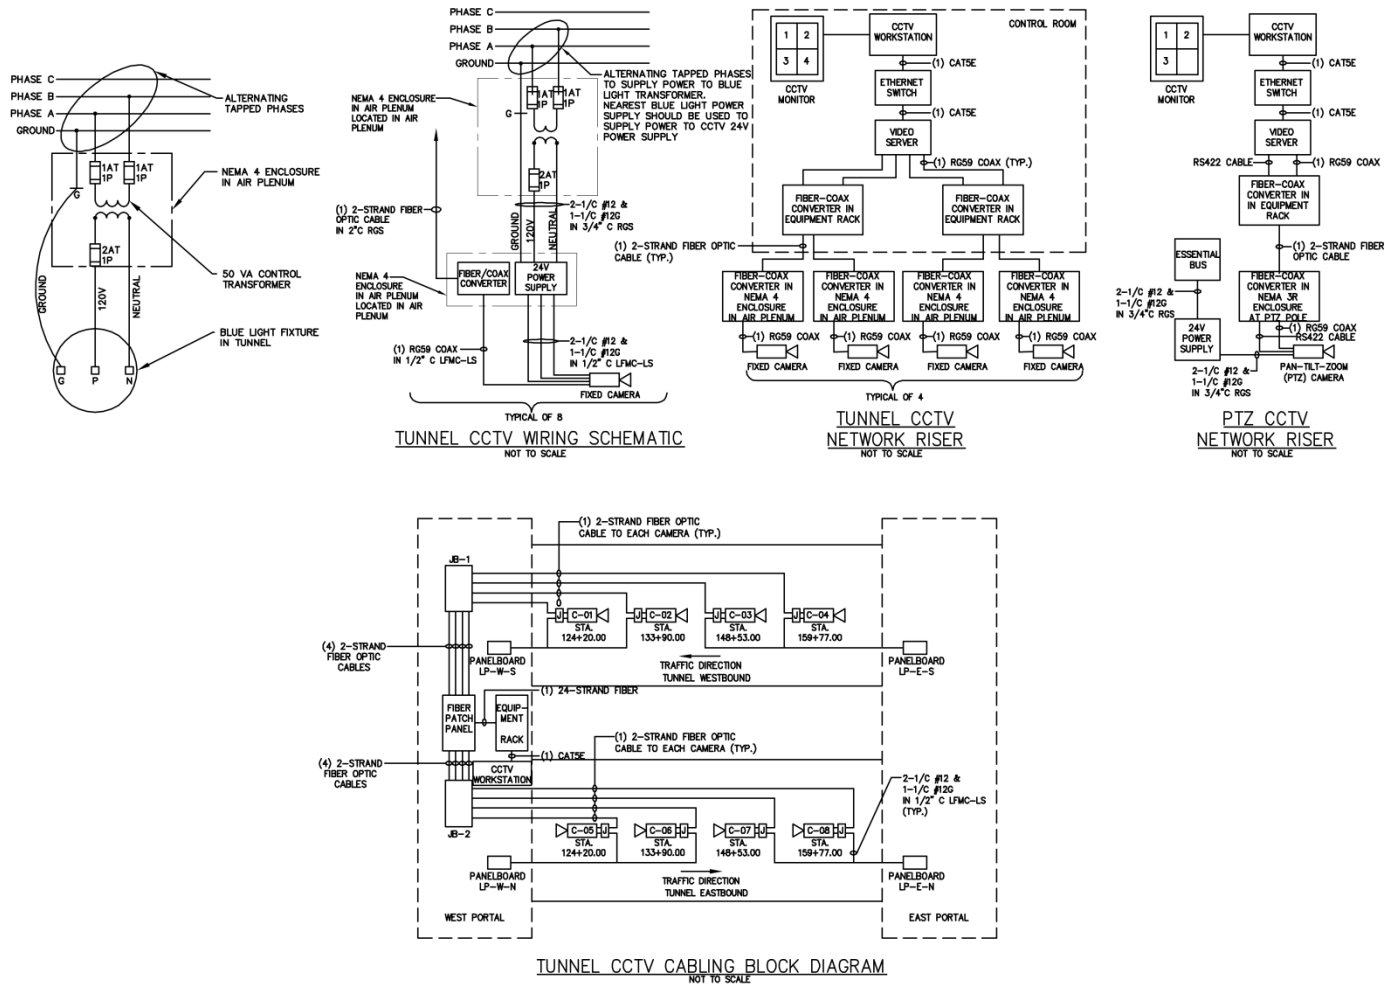 PHASE C
PHASE B
PHASE A
GROUND
ALTERNATING
TAPPED PHASES
1AT
1P
1AT
1P
G
NEMA 4 ENCLOSURE
IN AIR PLENUM
2AT
1P
50 VA CONTROL
TRANSFORMER
GROUND
120V
NEUTRAL
BLUE LIGHT FIXTURE
IN TUNNEL
G
P
N
PHASE C
PHASE B
PHASE A
GROUND
ALTERNATING TAPPED PHASES
TO SUPPLY POWER TO BLUE
LIGHT TRANSFORMER.
NEAREST BLUE LIGHT POWER
SUPPLY SHOULD BE USED TO
SUPPLY POWER TO CCTV 24V
POWER SUPPLY
NEMA 4 ENCLOSURE
IN AIR PLENUM
LOCATED IN AIR
PLENUM
1AT
1P
1AT
1P
G
2AT
1P
(1) 2-STRAND FIBER
OPTIC CABLE
IN 2"C RGS
2-1/C #12 &
1-1/C #12G
IN 3/4" C RGS
GROUND
120V
NEUTRAL
NEMA 4
ENCLOSURE
IN AIR PLENUM
LOCATED IN AIR
PLENUM
FIBER/COAX
CONVERTER
24V
POWER
SUPPLY
(1) RG59 COAX
IN 1/2" C LFMC-LS
2-1/C #12 &
1-1/C #12G
IN 1/2" C LFMC-LS
FIXED CAMERA
TYPICAL OF 8
TUNNEL CCTV WIRING SCHEMATIC
NOT TO SCALE
1 2
3 4
CCTV
MONITOR
CCTV
WORKSTATION
CONTROL ROOM
(1) CAT5E
ETHERNET
SWITCH
(1) CAT5E
VIDEO
SERVER
(1) RG59 COAX (TYP.)
FIBER-COAX
CONVERTER IN
EQUIPMENT RACK
FIBER-COAX
CONVERTER IN
EQUIPMENT RACK
(1) 2-STRAND FIBER OPTIC
CABLE (TYP.)
FIBER-COAX
CONVERTER
IN NEMA 4
ENCLOSURE
IN AIR PLENUM
FIBER-COAX
CONVERTER
IN NEMA 4
ENCLOSURE
IN AIR PLENUM
FIBER-COAX
CONVERTER
IN NEMA 4
ENCLOSURE
IN AIR PLENUM
FIBER-COAX
CONVERTER
IN NEMA 4
ENCLOSURE
IN AIR PLENUM
(1) RG59 COAX
(1) RG59 COAX
(1) RG59 COAX
(1) RG59 COAX
FIXED CAMERA
FIXED CAMERA
FIXED CAMERA
FIXED CAMERA
TYPICAL OF 4
TUNNEL CCTV
NETWORK RISER
NOT TO SCALE
1 2
3
CCTV
MONITOR
CCTV
WORKSTATION
(1) CAT5E
ETHERNET
SWITCH
(1) CAT5E
VIDEO
SERVER
RS422 CABLE
(1) RG59 COAX
FIBER-COAX
CONVERTER IN
IN EQUIPMENT
RACK
(1) 2-STRAND FIBER
OPTIC CABLE
ESSENTIAL
BUS
FIBER-COAX
CONVERTER
IN NEMA 3R
ENCLOSURE
AT PTZ POLE
2-1/C #12 &
1-1/C #12G
IN 3/4"C RGS
24V
POWER
SUPPLY
(1) RG59 COAX
RS422 CABLE
2-1/C #12 &
1-1/C #12G
IN 3/4"C RGS
PAN-TILT-ZOOM
(PTZ) CAMERA
PTZ CCTV
NETWORK RISER
NOT TO SCALE
(1) 2-STRAND FIBER OPTIC
CABLE TO EACH CAMERA (TYP.)
JB-1
J C-01
STA.
124+20.00
J C-02
STA.
133+90.00
J C-03
STA.
148+53.00
J C-04
STA.
159+77.00
(4) 2-STRAND
FIBER OPTIC
CABLES
PANELBOARD
LP-W-S
TRAFFIC DIRECTION
TUNNEL WESTBOUND
PANELBOARD
LP-E-S
(1) 24-STRAND FIBER
FIBER
PATCH
PANEL
EQUIP-
MENT
RACK
(1) 2-STRAND FIBER OPTIC
CABLE TO EACH CAMERA (TYP.)
(1) CAT5E
(4) 2-STRAND
FIBER OPTIC
CABLES
CCTV
WORKSTATION
2-1/C #12 &
1-1/C #12G
IN 1/2" C LFMC-LS
(TYP.)
JB-2
C-05 J
STA.
124+20.00
C-06 J
STA.
133+90.00
C-07 J
STA.
148+53.00
C-08 J
STA.
159+77.00
PANELBOARD
LP-W-N
TRAFFIC DIRECTION
TUNNEL EASTBOUND
PANELBOARD
LP-E-N
WEST PORTAL
EAST PORTAL
TUNNEL CCTV CABLING BLOCK DIAGRAM
NOT TO SCALE